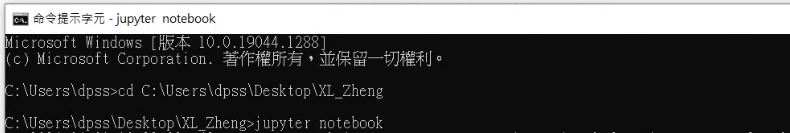 命令提示字元 - jupyter notebook
Microsoft Windows [版本 10.0.19044.1288]
(c) Microsoft Corporation. 著作權所有，並保留一切權利。
C:\Users\dpss>cd C:\Users\dpss\Desktop\XL_Zheng
C:\Users\dpss\Desktop\XL_Zheng>jupyter notebook